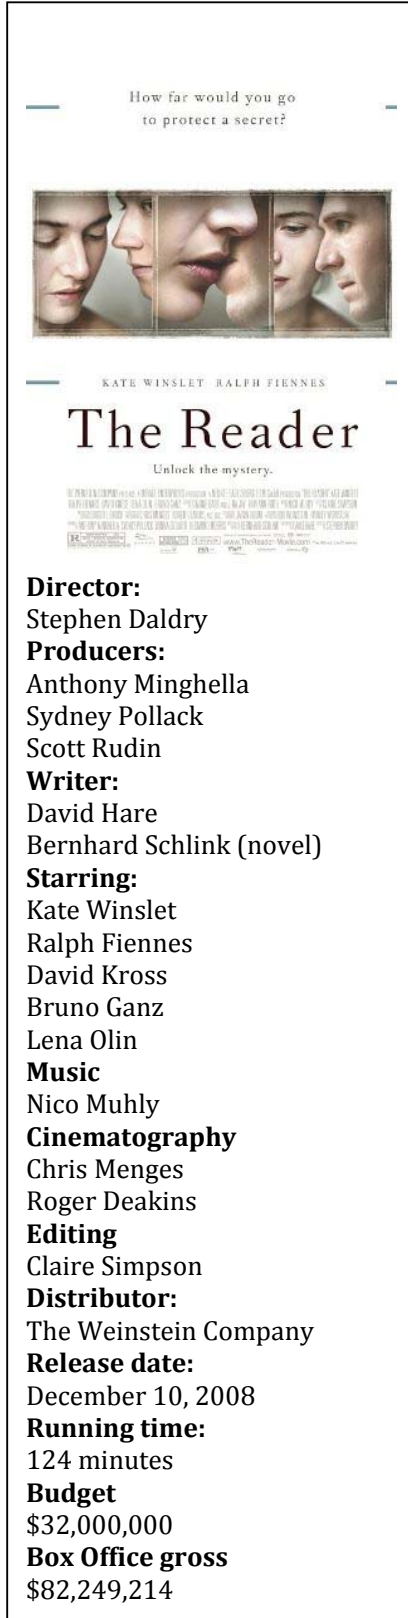 How far would you go
to protect a secret?
KATE WINSLET RALPH FIENNES
The Reader
Unlock the mystery.
www.TheReader-Movie.com
Director:
Stephen Daldry
Producers:
Anthony Minghella
Sydney Pollack
Scott Rudin
Writer:
David Hare
Bernhard Schlink (novel)
Starring:
Kate Winslet
Ralph Fiennes
David Kross
Bruno Ganz
Lena Olin
Music
Nico Muhly
Cinematography
Chris Menges
Roger Deakins
Editing
Claire Simpson
Distributor:
The Weinstein Company
Release date:
December 10, 2008
Running time:
124 minutes
Budget
$32,000,000
Box Office gross
$82,249,214